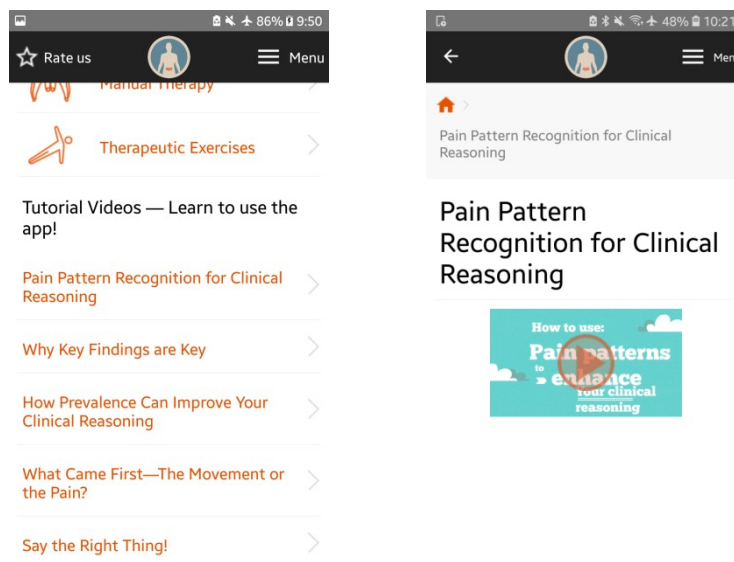 86% 9:50
Rate us
Menu
Manual Therapy
Therapeutic Exercises
Tutorial Videos — Learn to use the
app!
Pain Pattern Recognition for Clinical
Reasoning
Why Key Findings are Key
How Prevalence Can Improve Your
Clinical Reasoning
What Came First—The Movement or
the Pain?
Say the Right Thing!
48% 10:21
Men
Pain Pattern Recognition for Clinical
Reasoning
Pain Pattern
Recognition for Clinical
Reasoning
How to use:
Pain patterns
to
enhance
your clinical
reasoning